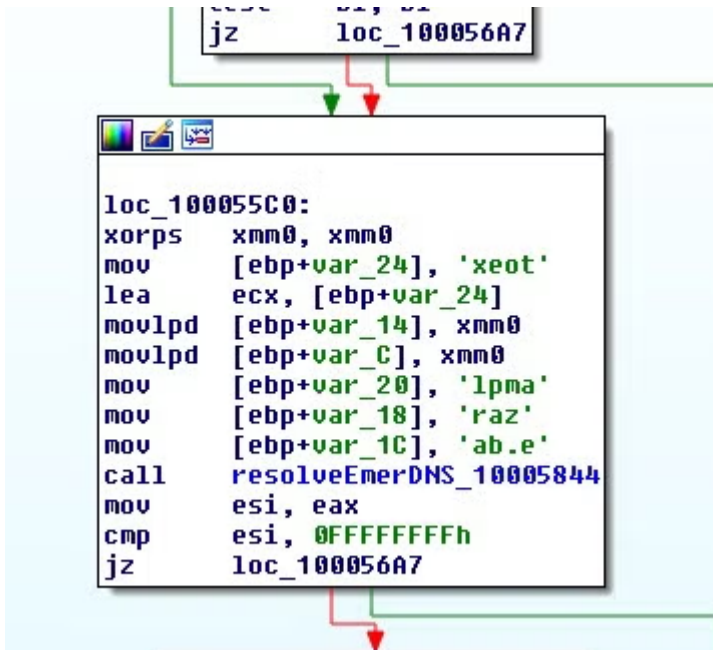 jz loc_100056A7
loc_100055C0:
xorps xmm0, xmm0
mov [ebp+var_24], 'xeot'
lea ecx, [ebp+var_24]
movlpd [ebp+var_14], xmm0
movlpd [ebp+var_C], xmm0
mov [ebp+var_20], 'lpma'
mov [ebp+var_18], 'raz'
mov [ebp+var_1C], 'ab.e'
call resolveEmerDNS_10005844
mov esi, eax
cmp esi, 0FFFFFFFFh
jz loc_100056A7